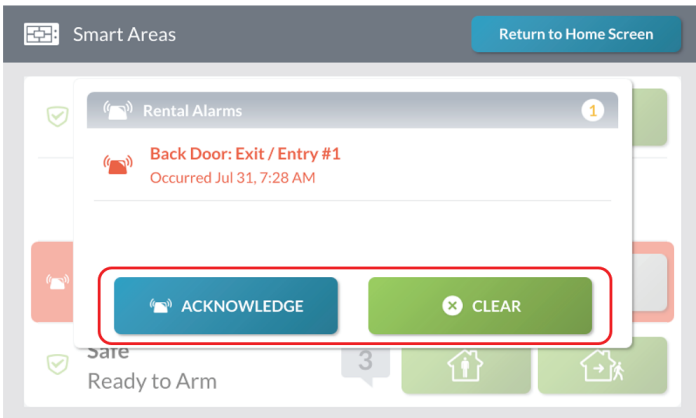 Smart Areas
Return to Home Screen
Rental Alarms
1
Back Door: Exit / Entry #1
Occurred Jul 31, 7:28 AM
ACKNOWLEDGE
CLEAR
Safe
Ready to Arm
3